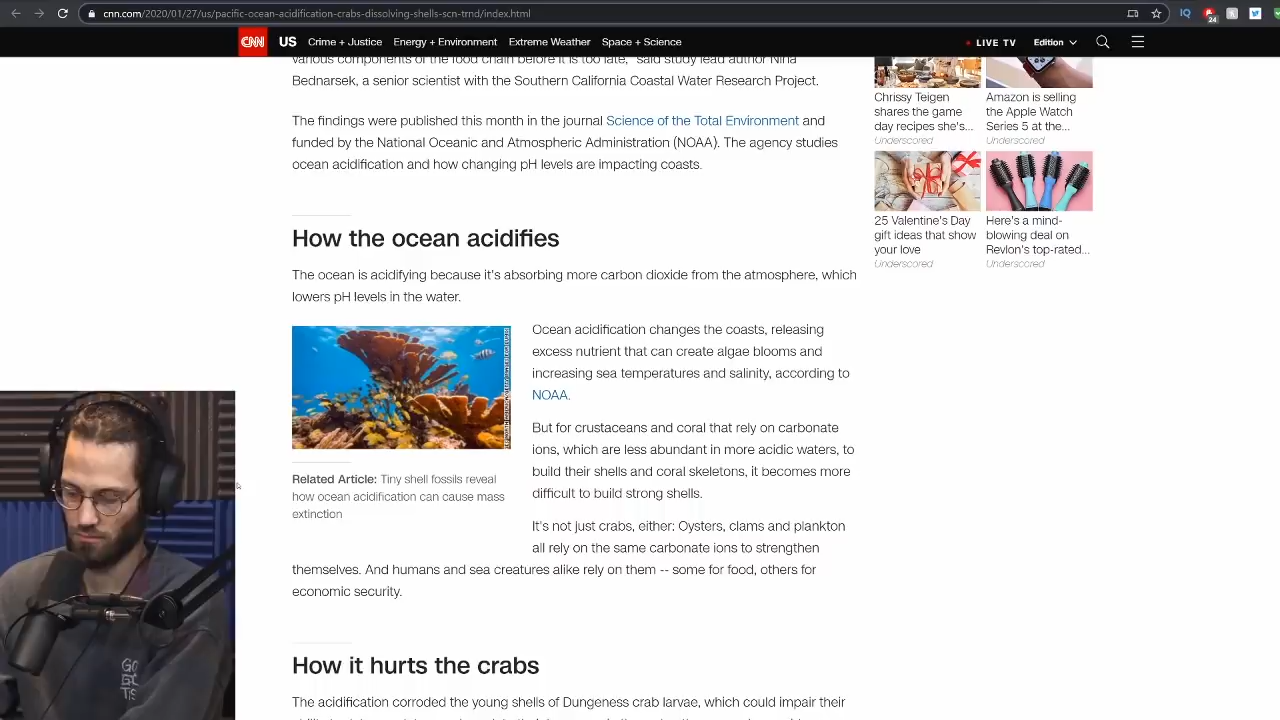 cnn.com/2020/01/27/us/pacific-ocean-acidification-crabs-dissolving-shells-scn-trnd/index.html
24
CNN US Crime + Justice Energy + Environment Extreme Weather Space + Science LIVE TV Edition
various components of the food chain before it is too late," said study lead author Nina
Bednarsek, a senior scientist with the Southern California Coastal Water Research Project.
The findings were published this month in the journal Science of the Total Environment and
funded by the National Oceanic and Atmospheric Administration (NOAA). The agency studies
ocean acidification and how changing pH levels are impacting coasts.
How the ocean acidifies
The ocean is acidifying because it's absorbing more carbon dioxide from the atmosphere, which
lowers pH levels in the water.
Ocean acidification changes the coasts, releasing
excess nutrient that can create algae blooms and
increasing sea temperatures and salinity, according to
NOAA.
But for crustaceans and coral that rely on carbonate
ions, which are less abundant in more acidic waters, to
build their shells and coral skeletons, it becomes more
difficult to build strong shells.
Related Article: Tiny shell fossils reveal
how ocean acidification can cause mass
extinction
It's not just crabs, either: Oysters, clams and plankton
all rely on the same carbonate ions to strengthen
themselves. And humans and sea creatures alike rely on them -- some for food, others for
economic security.
How it hurts the crabs
The acidification corroded the young shells of Dungeness crab larvae, which could impair their
Chrissy Teigen
shares the game
day recipes she's...
Underscored
Amazon is selling
the Apple Watch
Series 5 at the...
Underscored
25 Valentine's Day
gift ideas that show
your love
Underscored
Here's a mind-
blowing deal on
Revlon's top-rated...
Underscored